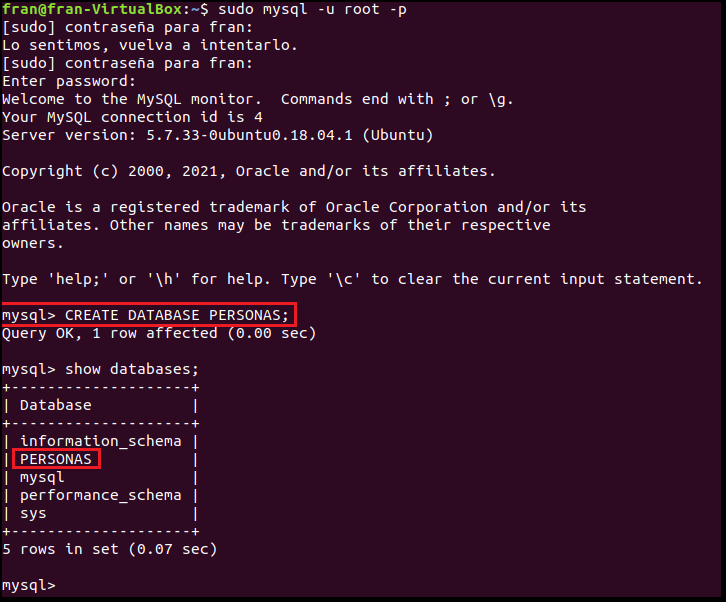 fran@fran-VirtualBox:~$ sudo mysql -u root -p
[sudo] contraseña para fran:
Lo sentimos, vuelva a intentarlo.
[sudo] contraseña para fran:
Enter password:
Welcome to the MySQL monitor.  Commands end with ; or \g.
Your MySQL connection id is 4
Server version: 5.7.33-0ubuntu0.18.04.1 (Ubuntu)

Copyright (c) 2000, 2021, Oracle and/or its affiliates.

Oracle is a registered trademark of Oracle Corporation and/or its
affiliates. Other names may be trademarks of their respective
owners.

Type 'help;' or '\h' for help. Type '\c' to clear the current input statement.

mysql> CREATE DATABASE PERSONAS;
Query OK, 1 row affected (0.00 sec)

mysql> show databases;
+--------------------+
| Database           |
+--------------------+
| information_schema |
| PERSONAS           |
| mysql              |
| performance_schema |
| sys                |
+--------------------+
5 rows in set (0.07 sec)

mysql>